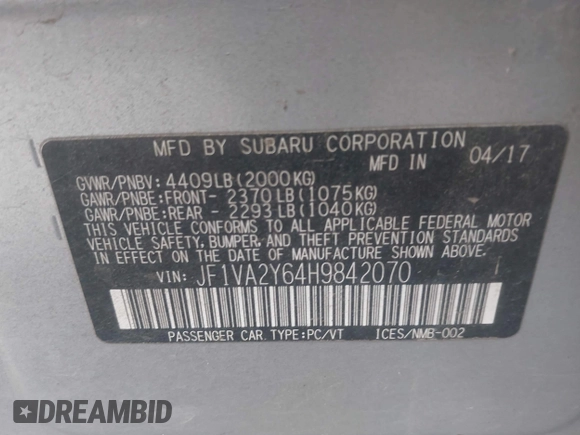 MFD BY SUBARU CORPORATION
MFD IN 04/17
GVWR/PNBV: 4409LB(2000KG)
GAWR/PNBE:FRONT- 2370LB(1075KG)
GAWR/PNBE:REAR - 2293LB(1040KG)
THIS VEHICLE CONFORMS TO ALL APPLICABLE FEDERAL MOTOR
VEHICLE SAFETY, BUMPER, AND THEFT PREVENTION STANDARDS
IN EFFECT ON THE DATE OF MANUFACTURE SHOWN ABOVE.
VIN: JF1VA2Y64H9842070
PASSENGER CAR. TYPE:PC/VT ICES/NMB-002
DREAMBID